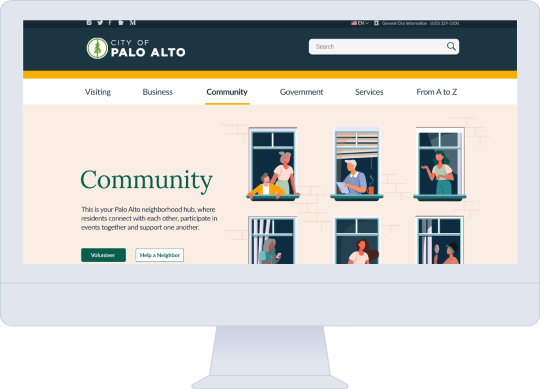 EN
General City Information (650) 329-2100
CITY OF
PALO ALTO
Search
Visiting Business Community Government Services From A to Z
Community
This is your Palo Alto neighborhood hub, where
residents connect with each other, participate in
events together and support one another.
Volunteer Help a Neighbor